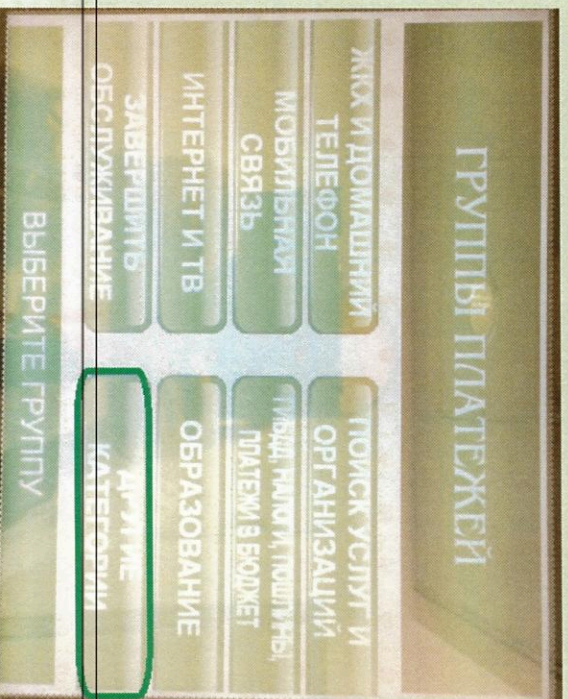 ГРУППЫ ПЛАТЕЖЕЙ
ЖКХ И ДОМАШНИЙ
ТЕЛЕФОН
ПОИСК УСЛУГ И
ОРГАНИЗАЦИЙ
МОБИЛЬНАЯ
СВЯЗЬ
ГИБДД, НАЛОГИ, ПОШЛИНЫ,
ПЛАТЕЖИ В БЮДЖЕТ
ИНТЕРНЕТ И ТВ
ОБРАЗОВАНИЕ
ЗАВЕРШИТЬ
ОБСЛУЖИВАНИЕ
ДРУГИЕ
КАТЕГОРИИ
ВЫБЕРИТЕ ГРУППУ